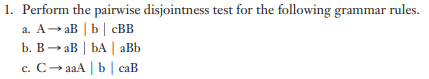 1. Perform the pairwise disjointness test for the following grammar rules.
a. A → aB | b | cBB
b. B → aB | bA | aBb
c. C → aaA | b | caB